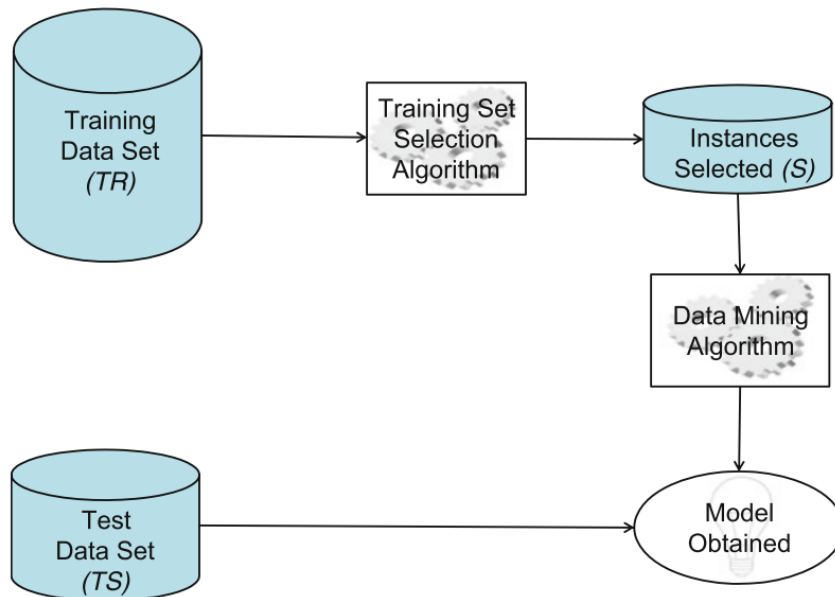 Training
Data Set
(TR)
Training Set
Selection
Algorithm
Instances
Selected (S)
Data Mining
Algorithm
Test
Data Set
(TS)
Model
Obtained